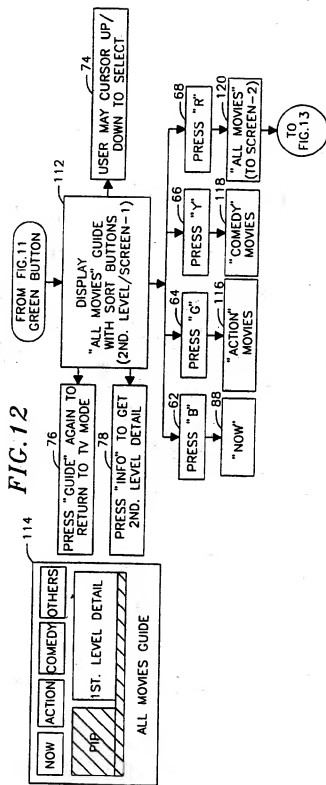 FIG. 12
114
NOW
ACTION
COMEDY
OTHERS
PIP
1ST. LEVEL DETAIL
ALL MOVIES GUIDE
FROM FIG.11
GREEN BUTTON
112
DISPLAY
"ALL MOVIES" GUIDE
WITH SORT BUTTONS
(2ND. LEVEL/SCREEN-1)
74
USER MAY CURSOR UP/
DOWN TO SELECT
76
PRESS "GUIDE" AGAIN TO
RETURN TO TV MODE
78
PRESS "INFO" TO GET
2ND. LEVEL DETAIL
62
PRESS "B"
64
PRESS "G"
66
PRESS "Y"
68
PRESS "R"
88
"NOW"
116
"ACTION"
MOVIES
118
"COMEDY"
MOVIES
120
"ALL MOVIES"
(TO SCREEN-2)
TO
FIG.13